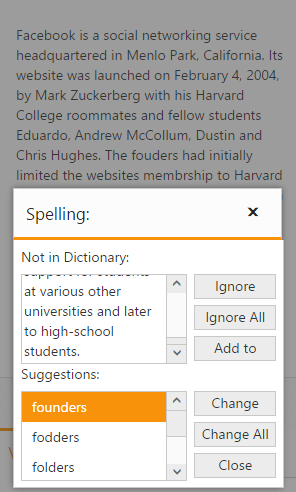 Facebook is a social networking service
headquartered in Menlo Park, California. Its
website was launched on February 4, 2004,
by Mark Zuckerberg with his Harvard
College roommates and fellow students
Eduardo, Andrew McCollum, Dustin and
Chris Hughes. The fouders had initially
limited the websites membrship to Harvard
Spelling:
Not in Dictionary:
support for students
at various other
universities and later
to high-school
students.
Ignore
Ignore All
Add to
Suggestions:
founders
fodders
folders
Change
Change All
Close